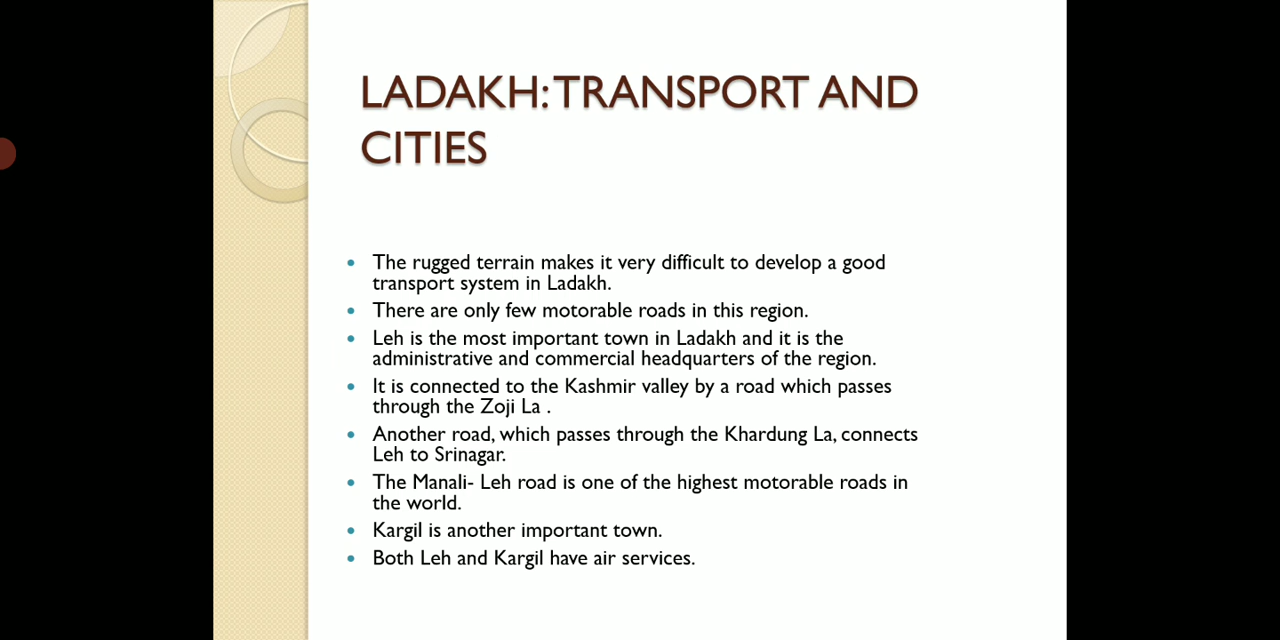 LADAKH: TRANSPORT AND
CITIES
• The rugged terrain makes it very difficult to develop a good
transport system in Ladakh.
• There are only few motorable roads in this region.
• Leh is the most important town in Ladakh and it is the
administrative and commercial headquarters of the region.
• It is connected to the Kashmir valley by a road which passes
through the Zoji La .
• Another road, which passes through the Khardung La, connects
Leh to Srinagar.
• The Manali- Leh road is one of the highest motorable roads in
the world.
• Kargil is another important town.
• Both Leh and Kargil have air services.